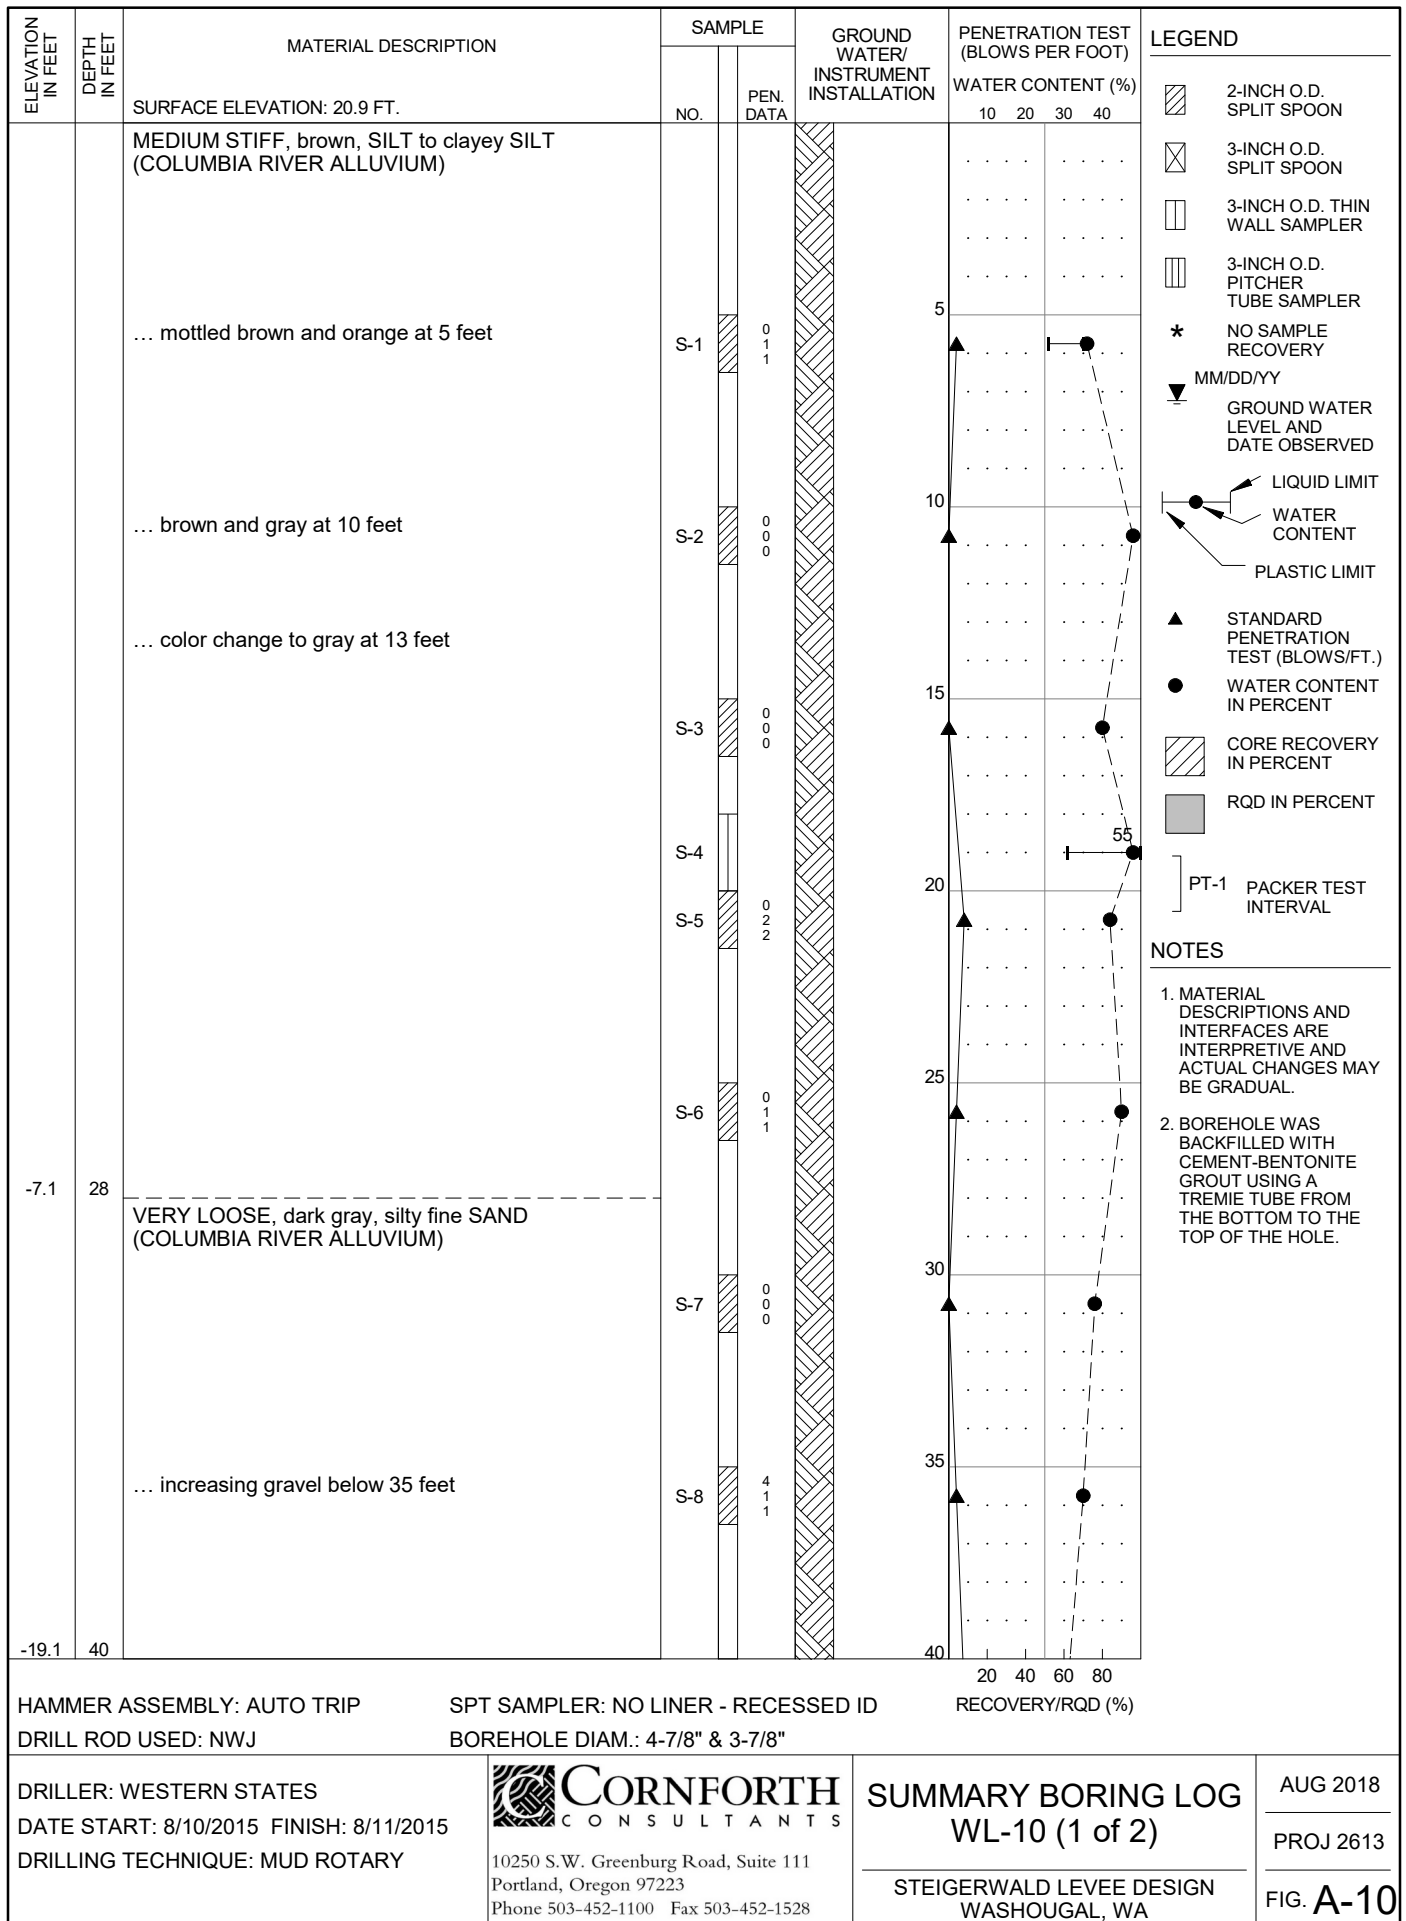 ELEVATION
IN FEET
DEPTH
IN FEET
MATERIAL DESCRIPTION
SURFACE ELEVATION: 20.9 FT.
SAMPLE
NO.
PEN.
DATA
GROUND
WATER/
INSTRUMENT
INSTALLATION
PENETRATION TEST
(BLOWS PER FOOT)
WATER CONTENT (%)
10 20 30 40
MEDIUM STIFF, brown, SILT to clayey SILT
(COLUMBIA RIVER ALLUVIUM)
5
... mottled brown and orange at 5 feet
S-1
0
1
1
10
... brown and gray at 10 feet
S-2
0
0
0
... color change to gray at 13 feet
15
S-3
0
0
0
55
S-4
20
S-5
0
2
2
25
S-6
0
1
1
-7.1 28
VERY LOOSE, dark gray, silty fine SAND
(COLUMBIA RIVER ALLUVIUM)
30
S-7
0
0
0
35
... increasing gravel below 35 feet
S-8
4
1
1
-19.1 40
40
20 40 60 80
RECOVERY/RQD (%)
LEGEND
2-INCH O.D.
SPLIT SPOON
3-INCH O.D.
SPLIT SPOON
3-INCH O.D. THIN
WALL SAMPLER
3-INCH O.D.
PITCHER
TUBE SAMPLER
* NO SAMPLE
RECOVERY
MM/DD/YY
GROUND WATER
LEVEL AND
DATE OBSERVED
LIQUID LIMIT
WATER
CONTENT
PLASTIC LIMIT
STANDARD
PENETRATION
TEST (BLOWS/FT.)
WATER CONTENT
IN PERCENT
CORE RECOVERY
IN PERCENT
RQD IN PERCENT
PT-1 PACKER TEST
INTERVAL
NOTES
1. MATERIAL
DESCRIPTIONS AND
INTERFACES ARE
INTERPRETIVE AND
ACTUAL CHANGES MAY
BE GRADUAL.
2. BOREHOLE WAS
BACKFILLED WITH
CEMENT-BENTONITE
GROUT USING A
TREMIE TUBE FROM
THE BOTTOM TO THE
TOP OF THE HOLE.
HAMMER ASSEMBLY: AUTO TRIP
SPT SAMPLER: NO LINER - RECESSED ID
DRILL ROD USED: NWJ
BOREHOLE DIAM.: 4-7/8" & 3-7/8"
DRILLER: WESTERN STATES
DATE START: 8/10/2015 FINISH: 8/11/2015
DRILLING TECHNIQUE: MUD ROTARY
CORNFORTH
CONSULTANTS
10250 S.W. Greenburg Road, Suite 111
Portland, Oregon 97223
Phone 503-452-1100 Fax 503-452-1528
SUMMARY BORING LOG
WL-10 (1 of 2)
STEIGERWALD LEVEE DESIGN
WASHOUGAL, WA
AUG 2018
PROJ 2613
FIG. A-10